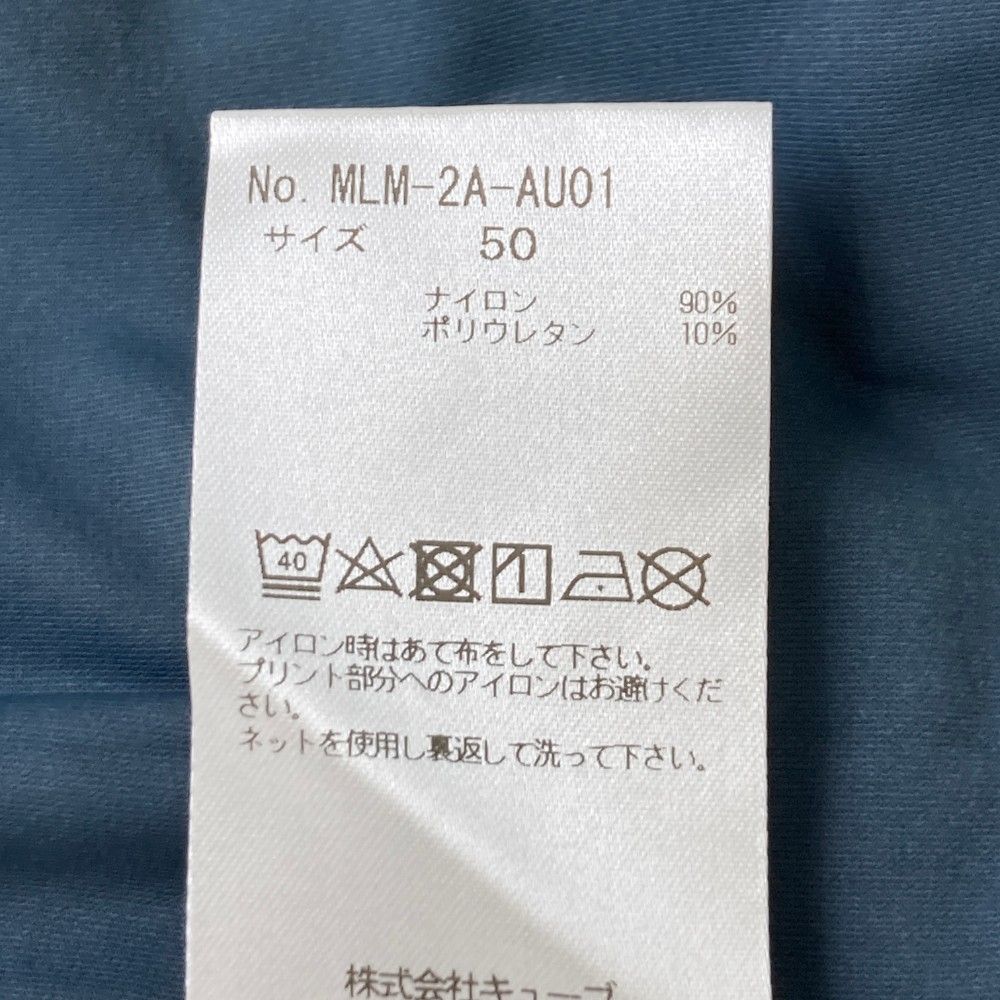 No. MLM-2A-AU01
サイズ 50
ナイロン 90%
ポリウレタン 10%
40
アイロン時はあて布をして下さい。
プリント部分へのアイロンはお避けくだ
さい。
ネットを使用し裏返して洗って下さい。
株式会社キューブ